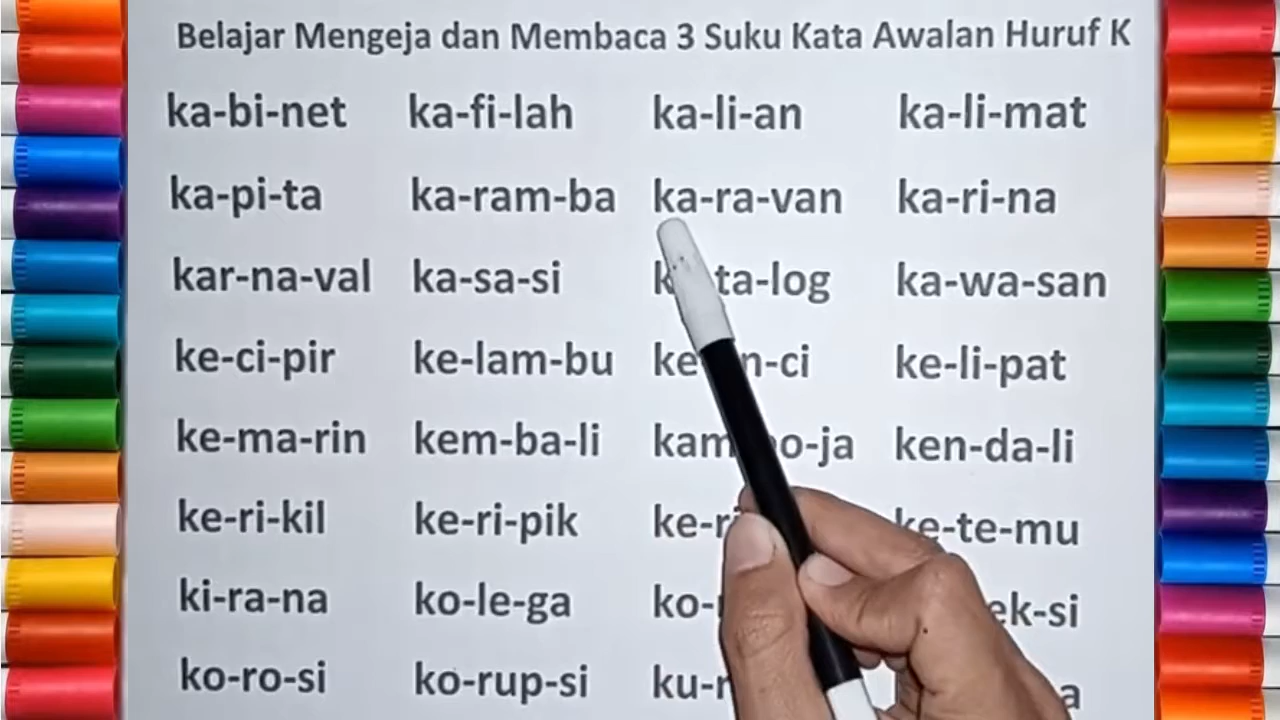 Belajar Mengeja dan Membaca 3 Suku Kata Awalan Huruf K
ka-bi-net ka-fi-lah ka-li-an ka-li-mat
ka-pi-ta ka-ram-ba ka-ra-van ka-ri-na
kar-na-val ka-sa-si ta-log ka-wa-san
ke-ci-pir ke-lam-bu ke-li-pat
ke-ma-rin kem-ba-li ken-da-li
ke-ri-kil ke-ri-pik ke-te-mu
ki-ra-na ko-le-ga
ko-ro-si ko-rup-si